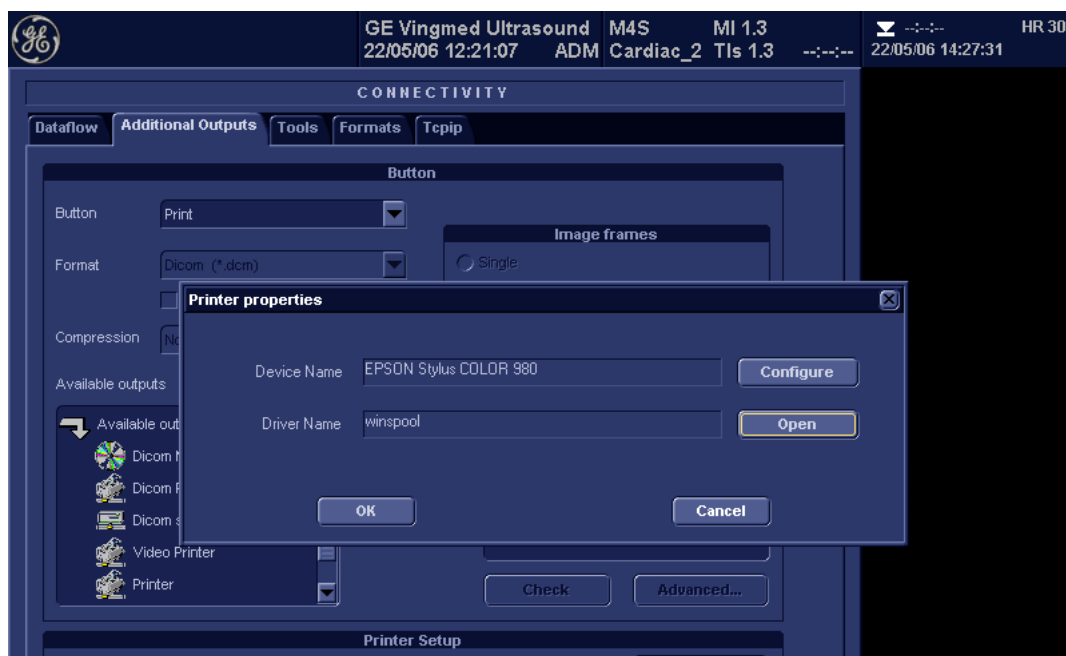 GE Vingmed Ultrasound M4S MI 1.3 --:--:-- HR 30
22/05/06 12:21:07 ADM Cardiac_2 TIs 1.3 --:--:-- 22/05/06 14:27:31
CONNECTIVITY
Dataflow Additional Outputs Tools Formats Tcpip
Button
Button Print
Image frames
Format Dicom (*.dcm) Single
Printer properties
Compression
Device Name EPSON Stylus COLOR 980 Configure
Available outputs
Driver Name winspool Open
Available out
Dicom
Dicom
Dicom s
OK Cancel
Video Printer
Printer
Check Advanced...
Printer Setup